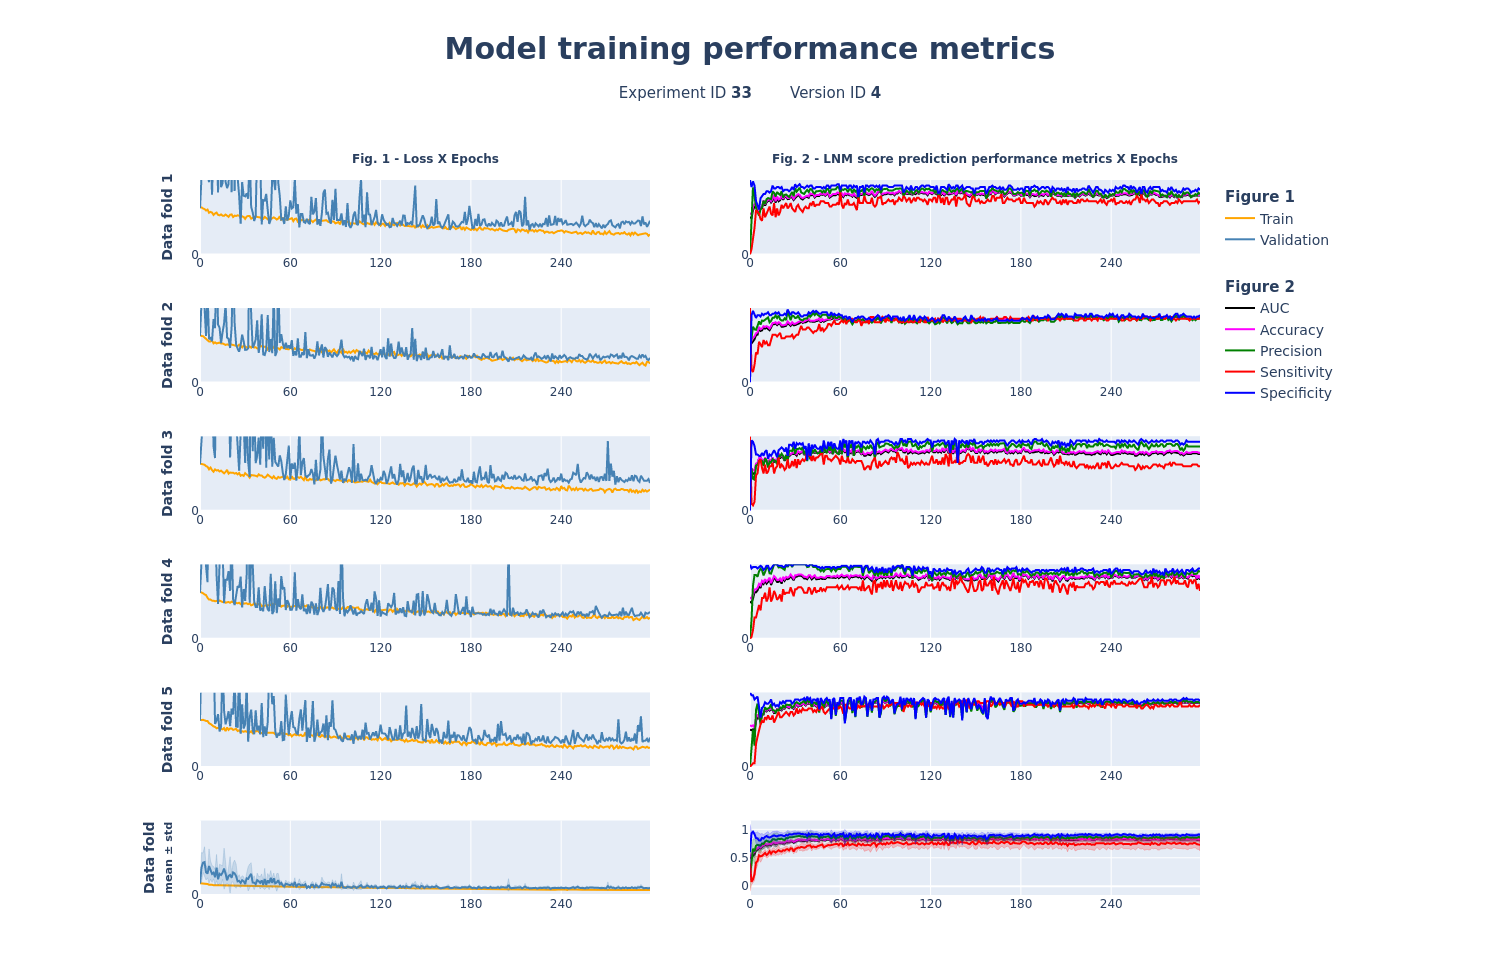 Model training performance metrics
Experiment ID 33 Version ID 4
Fig. 1 - Loss X Epochs
Fig. 2 - LNM score prediction performance metrics X Epochs
Data fold 1
0
0 60 120 180 240
0
0 60 120 180 240
Data fold 2
0
0 60 120 180 240
0
0 60 120 180 240
Data fold 3
0
0 60 120 180 240
0
0 60 120 180 240
Data fold 4
0
0 60 120 180 240
0
0 60 120 180 240
Data fold 5
0
0 60 120 180 240
0
0 60 120 180 240
Data fold
mean ± std
0
0 60 120 180 240
1
0.5
0
0 60 120 180 240
Figure 1
Train
Validation
Figure 2
AUC
Accuracy
Precision
Sensitivity
Specificity